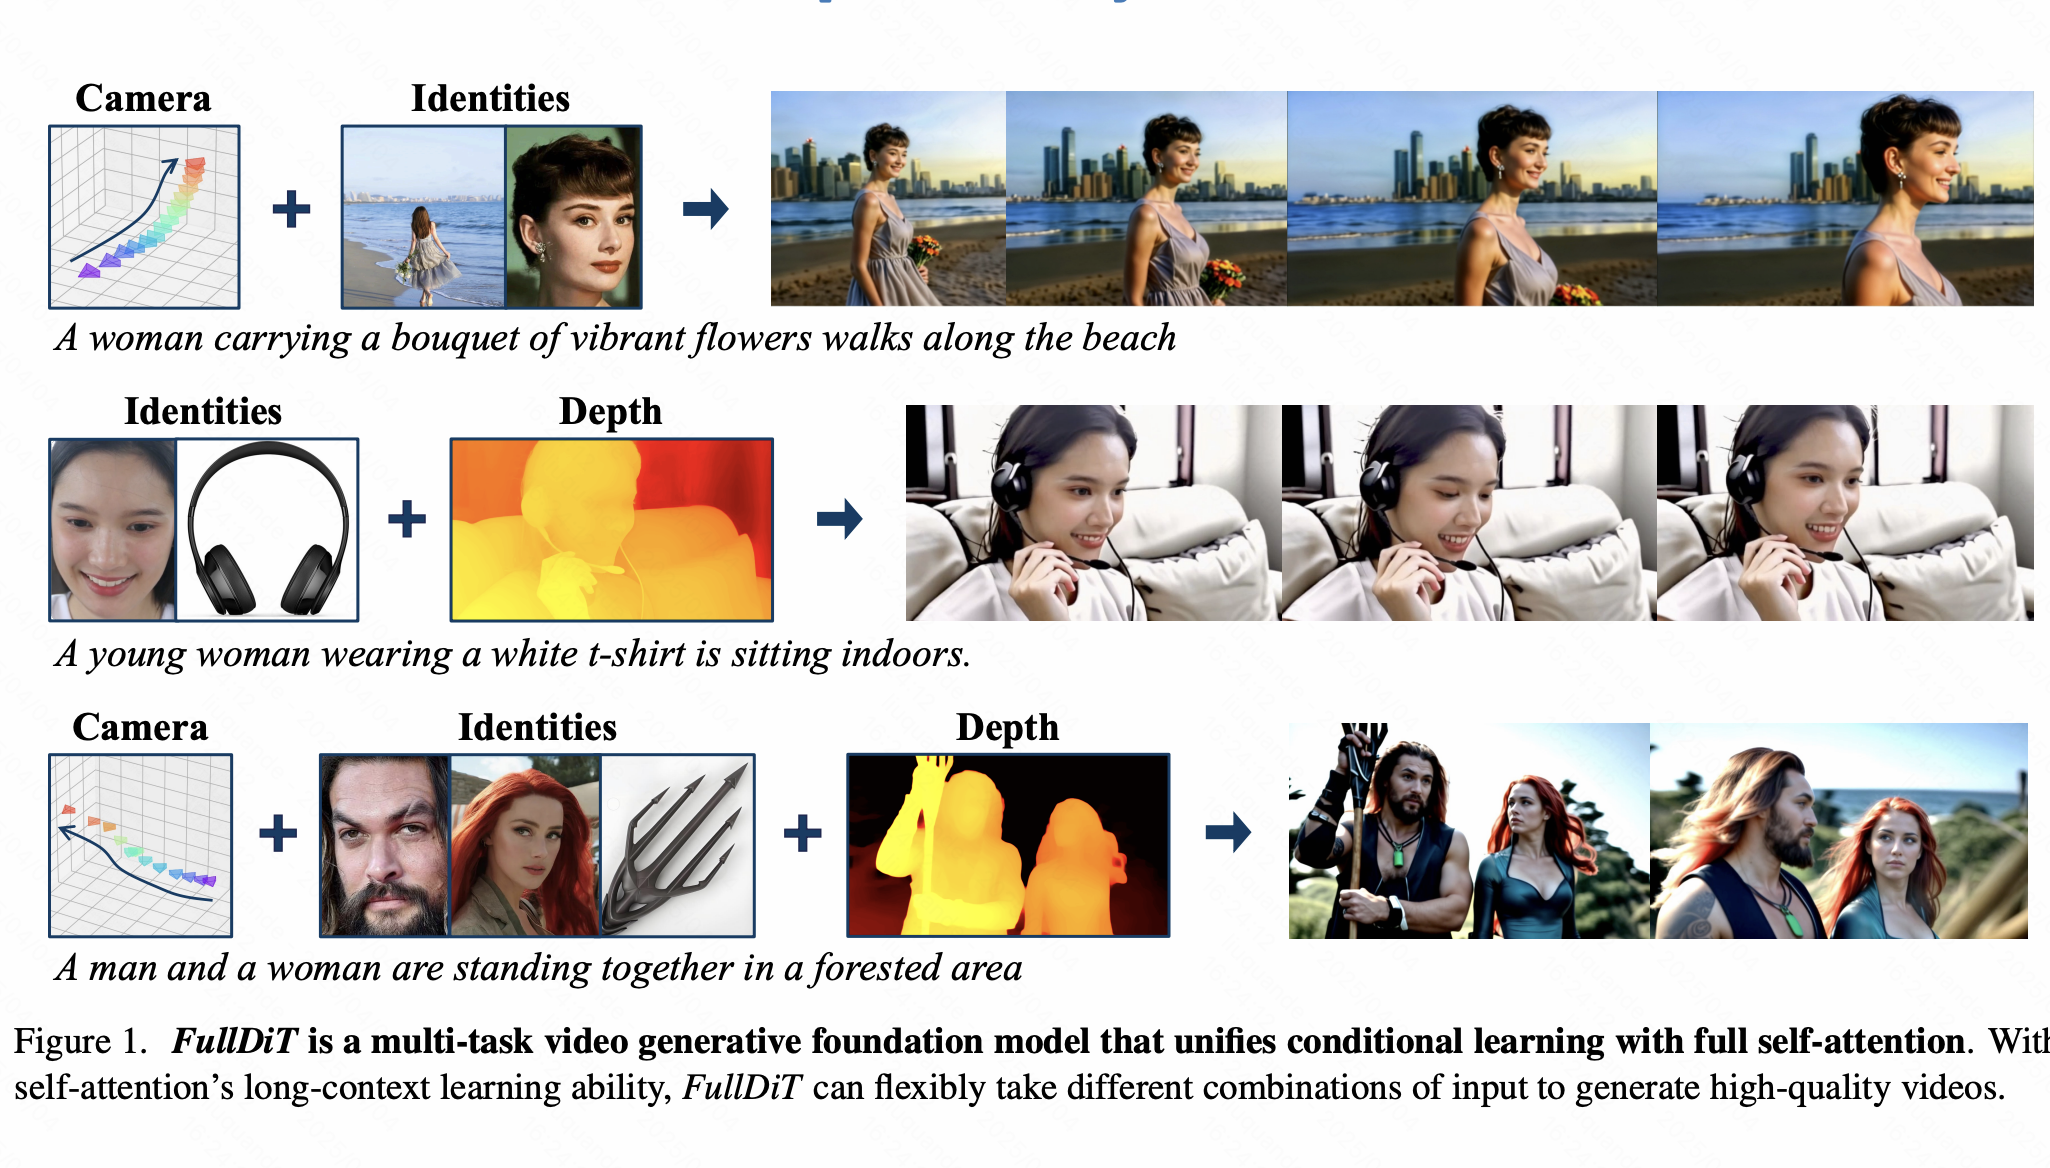 Camera
Identities
A woman carrying a bouquet of vibrant flowers walks along the beach
Identities
Depth
A young woman wearing a white t-shirt is sitting indoors.
Camera
Identities
Depth
A man and a woman are standing together in a forested area
Figure 1. FullDiT is a multi-task video generative foundation model that unifies conditional learning with full self-attention. With
self-attention's long-context learning ability, FullDiT can flexibly take different combinations of input to generate high-quality videos.